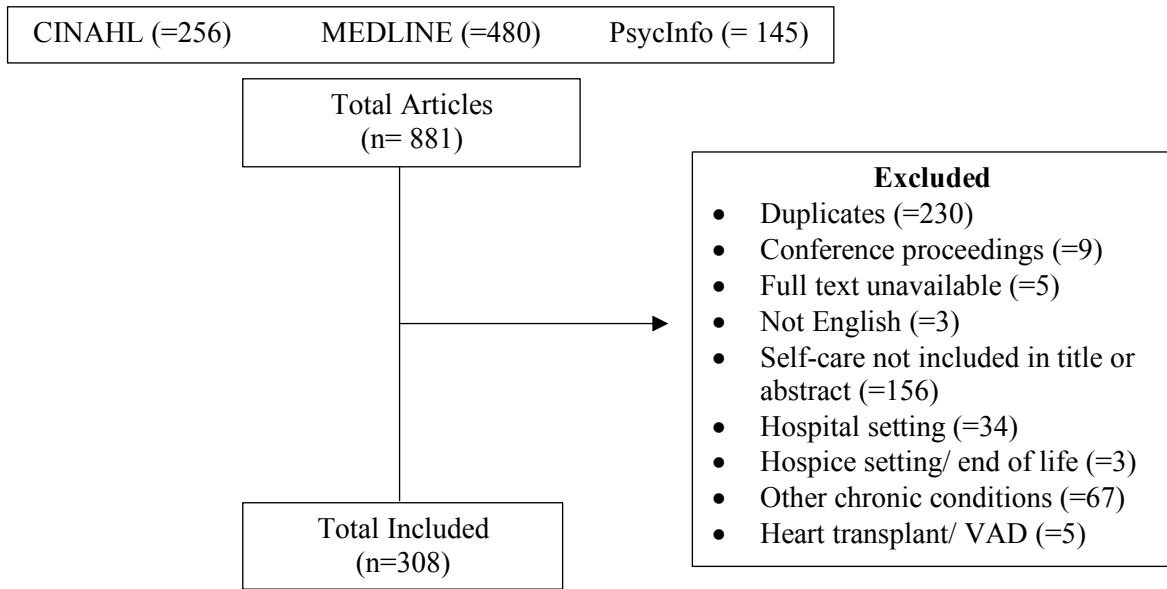 CINAHL (=256) MEDLINE (=480) PsycInfo (= 145)
Total Articles
(n= 881)
Excluded
• Duplicates (=230)
• Conference proceedings (=9)
• Full text unavailable (=5)
• Not English (=3)
• Self-care not included in title or
abstract (=156)
• Hospital setting (=34)
• Hospice setting/ end of life (=3)
• Other chronic conditions (=67)
• Heart transplant/ VAD (=5)
Total Included
(n=308)